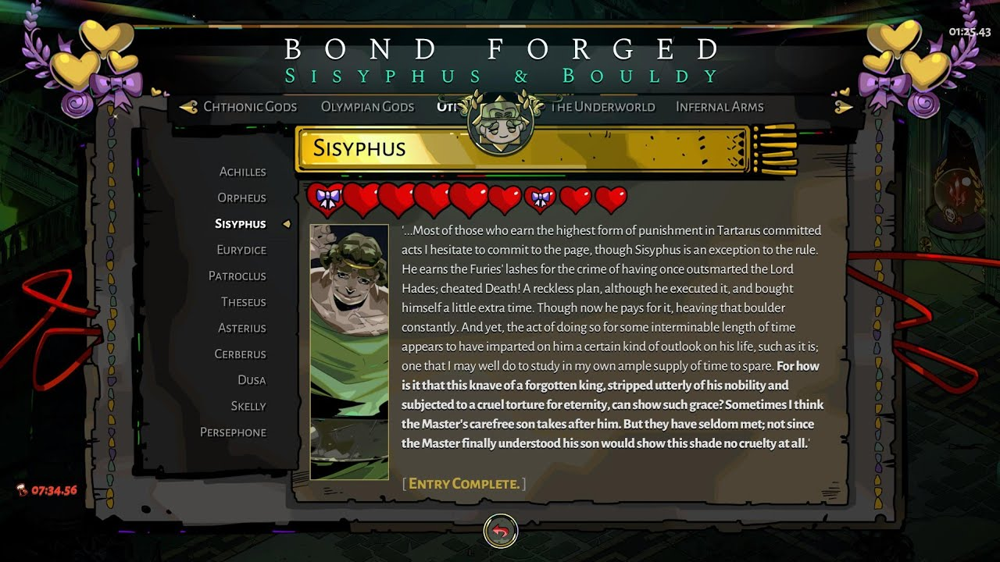 BOND FORGED
SISYPHUS & BOULDY
01:25.43
CHTHONIC GODS OLYMPIAN GODS THE UNDERWORLD INFERNAL ARMS
SISYPHUS
ACHILLES
ORPHEUS
SISYPHUS
EURYDICE
PATROCLUS
THESEUS
ASTERIUS
CERBERUS
DUSA
SKELLY
PERSEPHONE
'...Most of those who earn the highest form of punishment in Tartarus committed
acts I hesitate to commit to the page, though Sisyphus is an exception to the rule.
He earns the Furies' lashes for the crime of having once outsmarted the Lord
Hades; cheated Death! A reckless plan, although he executed it, and bought
himself a little extra time. Though now he pays for it, heaving that boulder
constantly. And yet, the act of doing so for some interminable length of time
appears to have imparted on him a certain kind of outlook on his life, such as it is;
one that I may well do to study in my own ample supply of time to spare. For how
is it that this knave of a forgotten king, stripped utterly of his nobility and
subjected to a cruel torture for eternity, can show such grace? Sometimes I think
the Master's carefree son takes after him. But they have seldom met; not since
the Master finally understood his son would show this shade no cruelty at all.'
[ENTRY COMPLETE.]
07:34.56